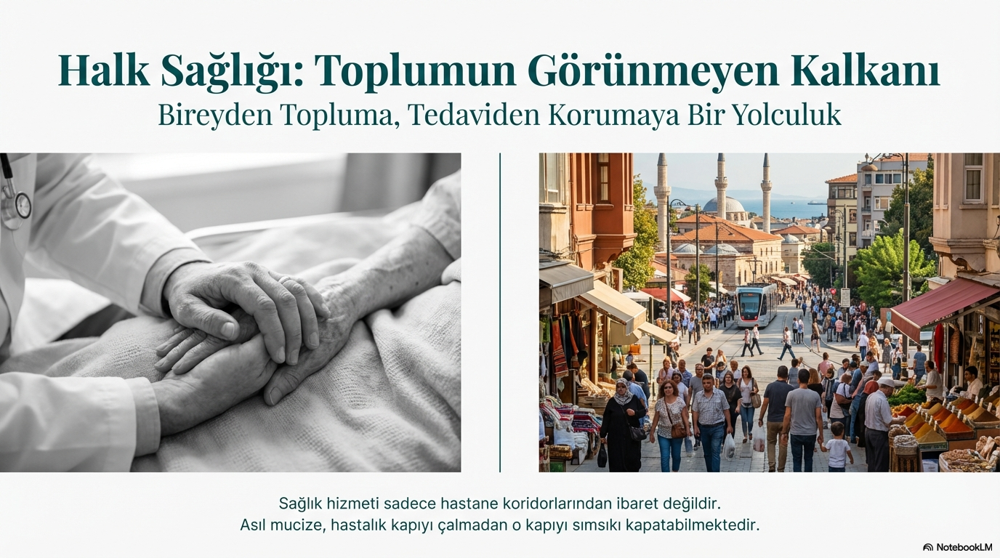 Halk Sağlığı: Toplumun Görünmeyen Kalkanı
Bireyden Topluma, Tedaviden Korumaya Bir Yolculuk
Sağlık hizmeti sadece hastane koridorlarından ibaret değildir.
Asıl mucize, hastalık kapıyı çalmadan o kapıyı sımsıkı kapatabilmektedir.
NotebookLM